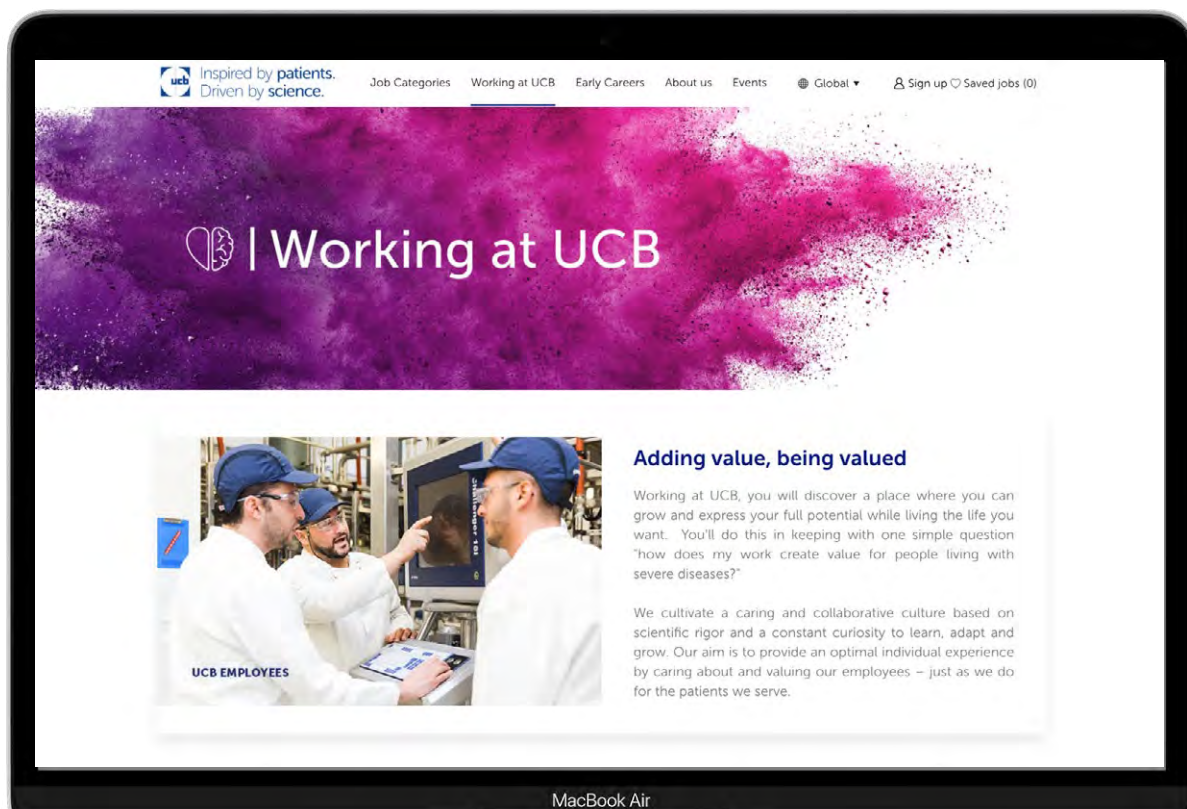 ucb
Inspired by patients.
Driven by science.
Job Categories
Working at UCB
Early Careers
About us
Events
Global
Sign up
Saved jobs (0)
| Working at UCB
Challenger 10i
UCB EMPLOYEES
Adding value, being valued
Working at UCB, you will discover a place where you can
grow and express your full potential while living the life you
want. You'll do this in keeping with one simple question
"how does my work create value for people living with
severe diseases?"
We cultivate a caring and collaborative culture based on
scientific rigor and a constant curiosity to learn, adapt and
grow. Our aim is to provide an optimal individual experience
by caring about and valuing our employees – just as we do
for the patients we serve.
MacBook Air